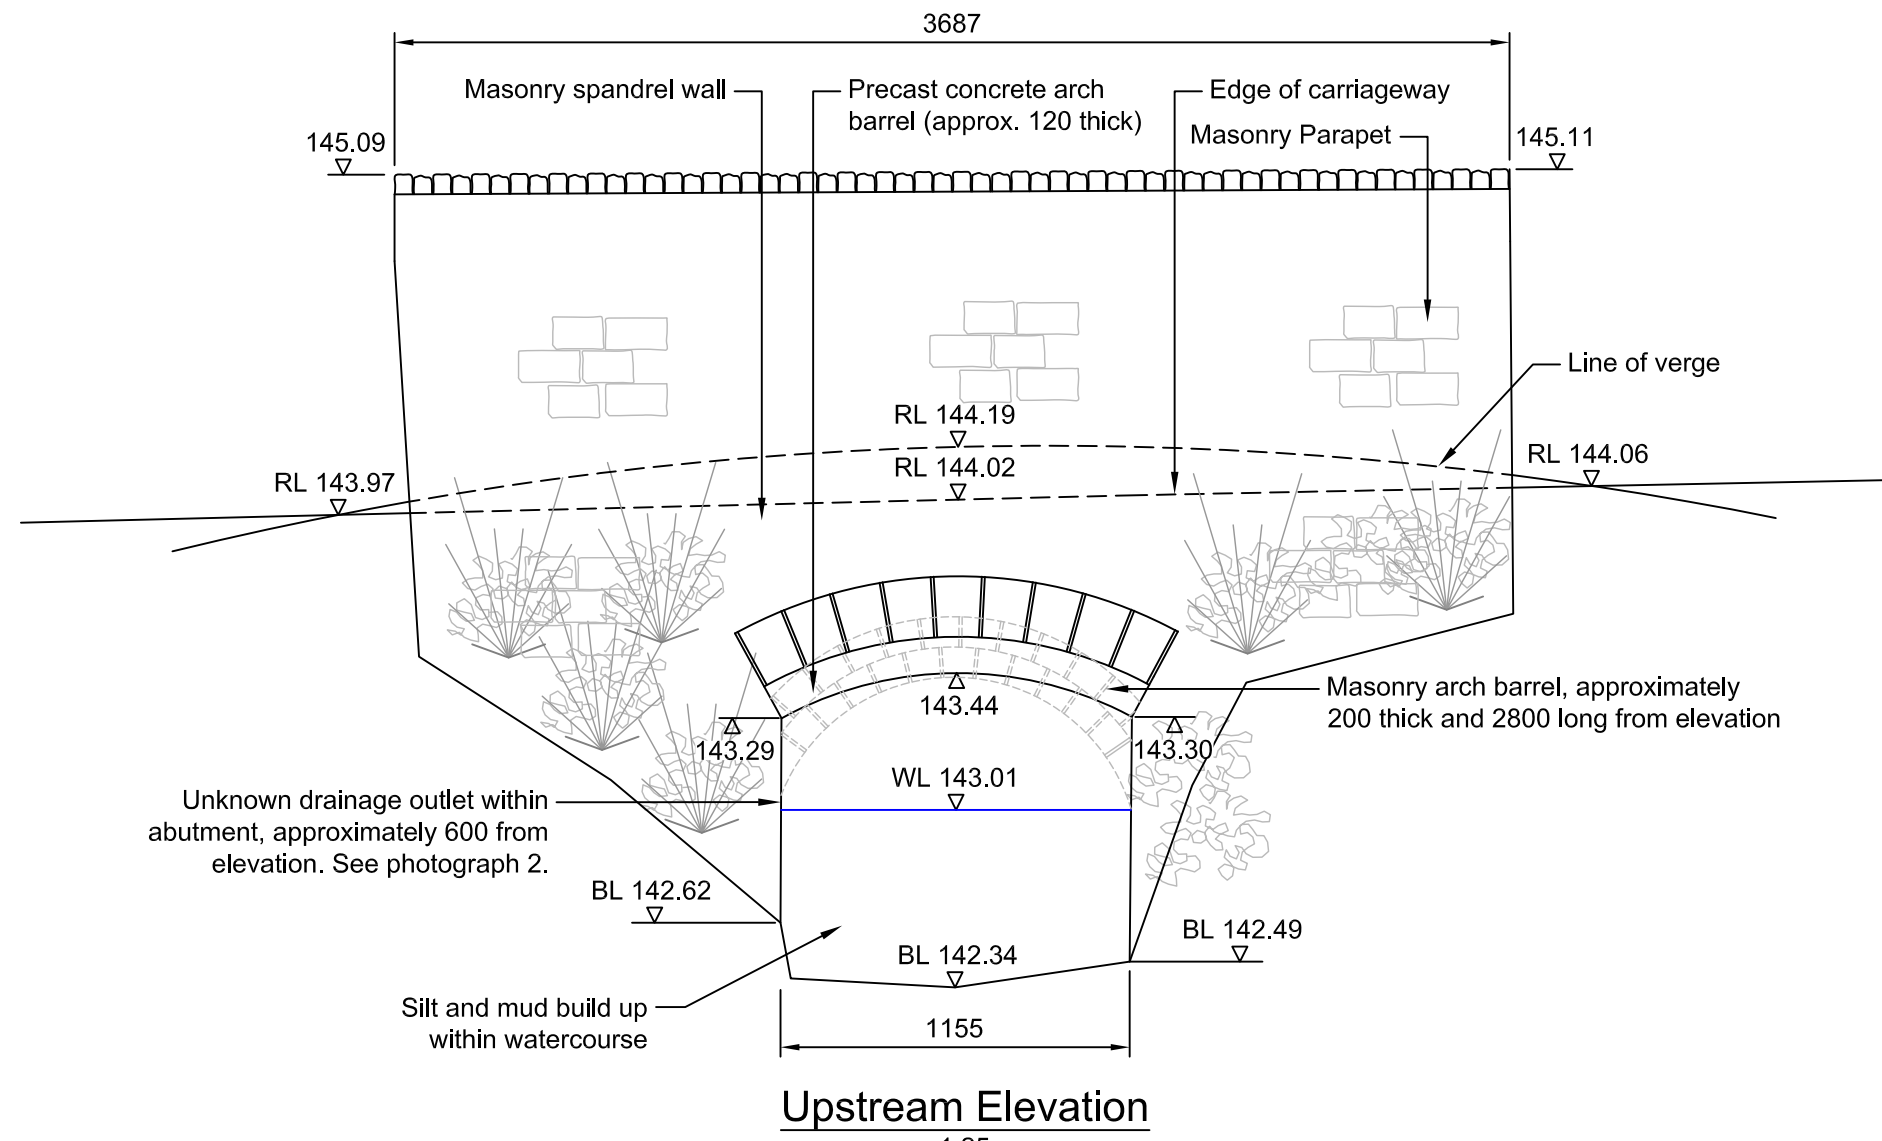 3687
Masonry spandrel wall
Precast concrete arch
barrel (approx. 120 thick)
Edge of carriageway
Masonry Parapet
145.09
145.11
Line of verge
RL 144.19
RL 144.02
RL 143.97
RL 144.06
143.44
143.29
143.30
Masonry arch barrel, approximately
200 thick and 2800 long from elevation
WL 143.01
Unknown drainage outlet within
abutment, approximately 600 from
elevation. See photograph 2.
BL 142.62
BL 142.34
BL 142.49
Silt and mud build up
within watercourse
1155
Upstream Elevation